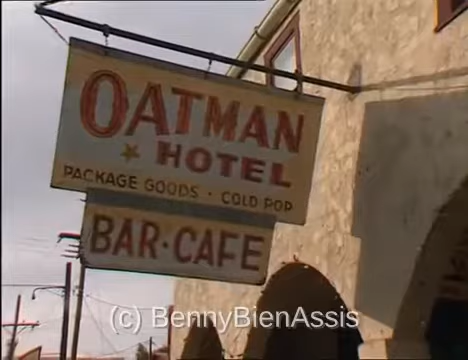 OATMAN
HOTEL
PACKAGE GOODS · COLD POP
BAR · CAFE
(c) BennyBienAssis